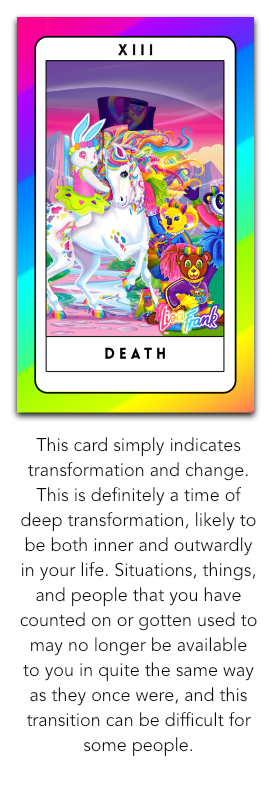 XIII
Lisa Frank
DEATH
This card simply indicates
transformation and change.
This is definitely a time of
deep transformation, likely to
be both inner and outwardly
in your life. Situations, things,
and people that you have
counted on or gotten used to
may no longer be available
to you in quite the same way
as they once were, and this
transition can be difficult for
some people.